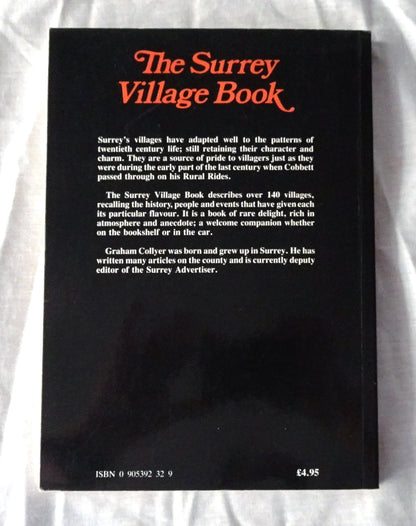 The Surrey
Village Book
Surrey's villages have adapted well to the patterns of
twentieth century life; still retaining their character and
charm. They are a source of pride to villagers just as they
were during the early part of the last century when Cobbett
passed through on his Rural Rides.
The Surrey Village Book describes over 140 villages,
recalling the history, people and events that have given each
its particular flavour. It is a book of rare delight, rich in
atmosphere and anecdote; a welcome companion whether
on the bookshelf or in the car.
Graham Collyer was born and grew up in Surrey. He has
written many articles on the county and is currently deputy
editor of the Surrey Advertiser.
ISBN 0 905392 32 9
£4.95